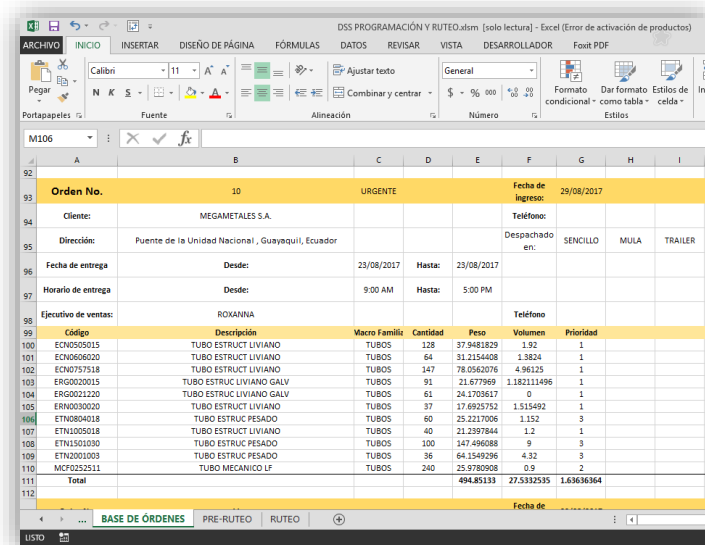 DSS PROGRAMACIÓN Y RUTEO.xlsm [solo lectura] - Excel (Error de activación de productos)
ARCHIVO INICIO INSERTAR DISEÑO DE PÁGINA FÓRMULAS DATOS REVISAR VISTA DESARROLLADOR Foxit PDF
Calibri 11 A A Ajustar texto General
Pegar N K S A Combinar y centrar $ % 000 Formato condicional Dar formato como tabla Estilos de celda
Portapapeles Fuente Alineación Número Estilos
M106 fx
A B C D E F G H I
92
93 Orden No. 10 URGENTE Fecha de ingreso: 29/08/2017
94 Cliente: MEGAMETALES S.A. Teléfono:
95 Dirección: Puente de la Unidad Nacional , Guayaquil, Ecuador Despachado en: SENCILLO MULA TRAILER
96 Fecha de entrega Desde: 23/08/2017 Hasta: 23/08/2017
97 Horario de entrega Desde: 9:00 AM Hasta: 5:00 PM
98 Ejecutivo de ventas: ROXANNA Teléfono
99 Código Descripción Macro Familia Cantidad Peso Volumen Prioridad
100 ECN0505015 TUBO ESTRUCT LIVIANO TUBOS 128 37.9481829 1.92 1
101 ECN0606020 TUBO ESTRUCT LIVIANO TUBOS 64 31.2154408 1.3824 1
102 ECN0757518 TUBO ESTRUCT LIVIANO TUBOS 147 78.0562076 4.96125 1
103 ERG0020015 TUBO ESTRUC LIVIANO GALV TUBOS 91 21.677969 1.182111496 1
104 ERG0021220 TUBO ESTRUC LIVIANO GALV TUBOS 61 24.1703617 0 1
105 ERN0030020 TUBO ESTRUCT LIVIANO TUBOS 37 17.6925752 1.515492 1
106 ETN0804018 TUBO ESTRUC PESADO TUBOS 60 25.2217006 1.152 3
107 ETN1005018 TUBO ESTRUCT LIVIANO TUBOS 40 21.2397844 1.2 1
108 ETN1501030 TUBO ESTRUC PESADO TUBOS 100 147.496088 9 3
109 ETN2001003 TUBO ESTRUC PESADO TUBOS 36 64.1549296 4.32 3
110 MCF0252511 TUBO MECANICO LF TUBOS 240 25.9780908 0.9 2
111 Total 494.85133 27.5332535 1.63636364
112
Fecha de
... BASE DE ÓRDENES PRE-RUTEO RUTEO
LISTO